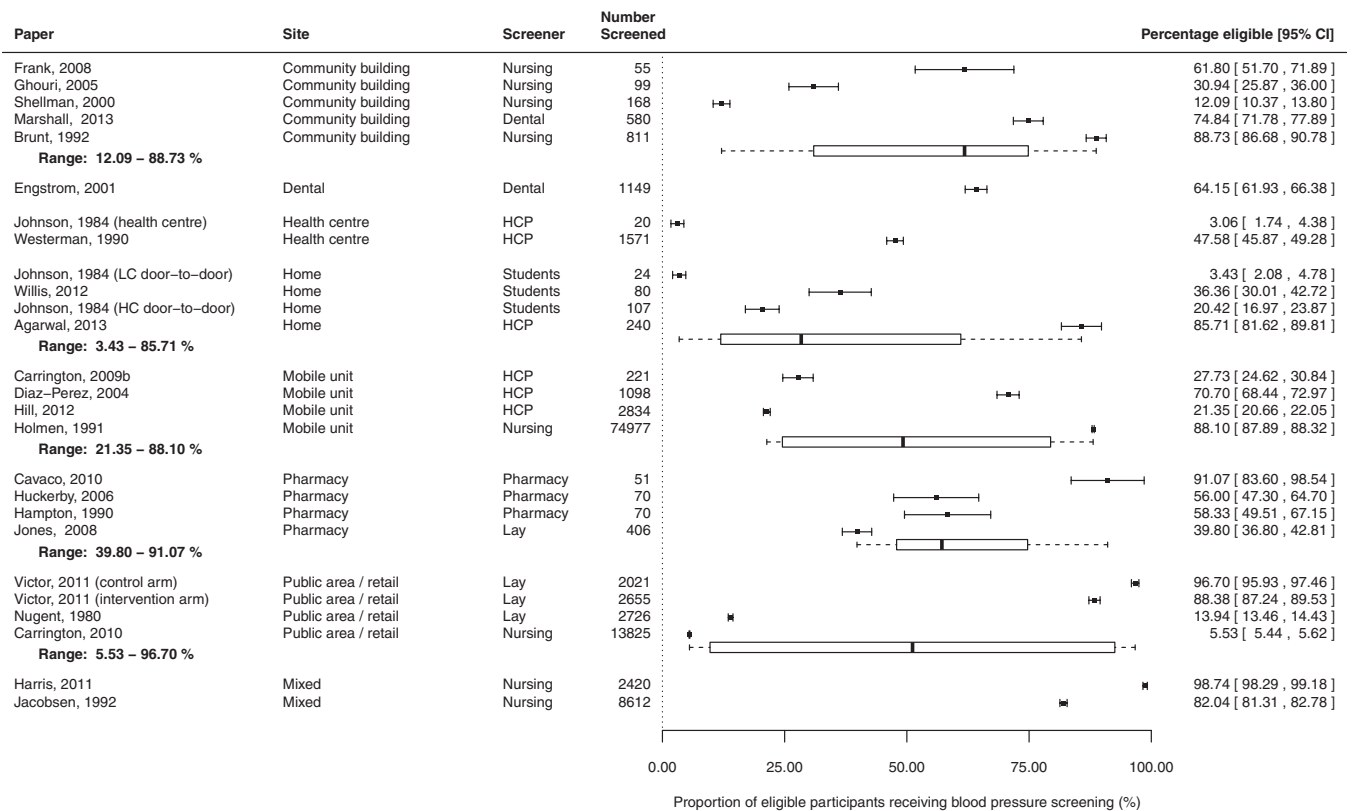 Paper Site Screener Number Screened Percentage eligible [95% CI]
Frank, 2008 Community building Nursing 55 61.80 [ 51.70 , 71.89 ]
Ghouri, 2005 Community building Nursing 99 30.94 [ 25.87 , 36.00 ]
Shellman, 2000 Community building Nursing 168 12.09 [ 10.37 , 13.80 ]
Marshall, 2013 Community building Dental 580 74.84 [ 71.78 , 77.89 ]
Brunt, 1992 Community building Nursing 811 88.73 [ 86.68 , 90.78 ]
Range: 12.09 – 88.73 %
Engstrom, 2001 Dental Dental 1149 64.15 [ 61.93 , 66.38 ]
Johnson, 1984 (health centre) Health centre HCP 20 3.06 [ 1.74 , 4.38 ]
Westerman, 1990 Health centre HCP 1571 47.58 [ 45.87 , 49.28 ]
Johnson, 1984 (LC door–to–door) Home Students 24 3.43 [ 2.08 , 4.78 ]
Willis, 2012 Home Students 80 36.36 [ 30.01 , 42.72 ]
Johnson, 1984 (HC door–to–door) Home Students 107 20.42 [ 16.97 , 23.87 ]
Agarwal, 2013 Home HCP 240 85.71 [ 81.62 , 89.81 ]
Range: 3.43 – 85.71 %
Carrington, 2009b Mobile unit HCP 221 27.73 [ 24.62 , 30.84 ]
Diaz–Perez, 2004 Mobile unit HCP 1098 70.70 [ 68.44 , 72.97 ]
Hill, 2012 Mobile unit HCP 2834 21.35 [ 20.66 , 22.05 ]
Holmen, 1991 Mobile unit Nursing 74977 88.10 [ 87.89 , 88.32 ]
Range: 21.35 – 88.10 %
Cavaco, 2010 Pharmacy Pharmacy 51 91.07 [ 83.60 , 98.54 ]
Huckerby, 2006 Pharmacy Pharmacy 70 56.00 [ 47.30 , 64.70 ]
Hampton, 1990 Pharmacy Pharmacy 70 58.33 [ 49.51 , 67.15 ]
Jones, 2008 Pharmacy Lay 406 39.80 [ 36.80 , 42.81 ]
Range: 39.80 – 91.07 %
Victor, 2011 (control arm) Public area / retail Lay 2021 96.70 [ 95.93 , 97.46 ]
Victor, 2011 (intervention arm) Public area / retail Lay 2655 88.38 [ 87.24 , 89.53 ]
Nugent, 1980 Public area / retail Lay 2726 13.94 [ 13.46 , 14.43 ]
Carrington, 2010 Public area / retail Nursing 13825 5.53 [ 5.44 , 5.62 ]
Range: 5.53 – 96.70 %
Harris, 2011 Mixed Nursing 2420 98.74 [ 98.29 , 99.18 ]
Jacobsen, 1992 Mixed Nursing 8612 82.04 [ 81.31 , 82.78 ]
0.00 25.00 50.00 75.00 100.00
Proportion of eligible participants receiving blood pressure screening (%)